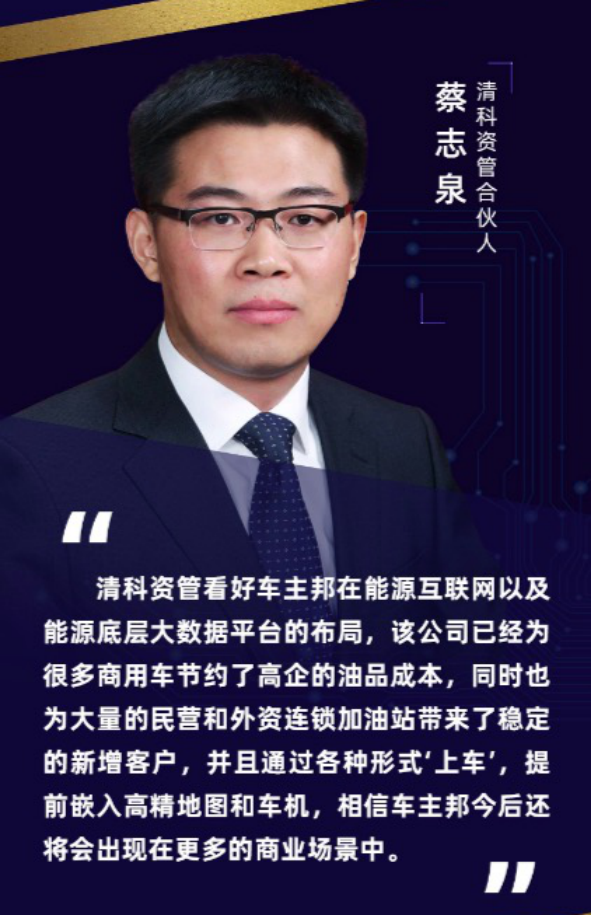 蔡志泉
清科资管合伙人
“
清科资管看好车主邦在能源互联网以及
能源底层大数据平台的布局，该公司已经为
很多商用车节约了高企的油品成本，同时也
为大量的民营和外资连锁加油站带来了稳定
的新增客户，并且通过各种形式‘上车’，提
前嵌入高精地图和车机，相信车主邦今后还
将会出现在更多的商业场景中。
”